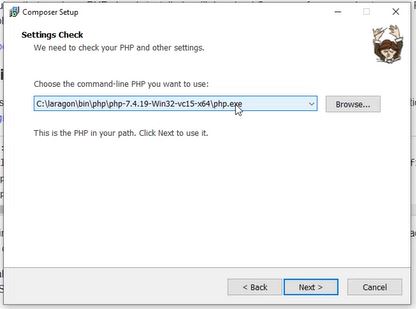 Composer Setup
Settings Check
We need to check your PHP and other settings.
Choose the command-line PHP you want to use:
C:\laragon\bin\php\php-7.4.19-Win32-vc15-x64\php.exe
Browse...
This is the PHP in your path. Click Next to use it.
< Back
Next >
Cancel